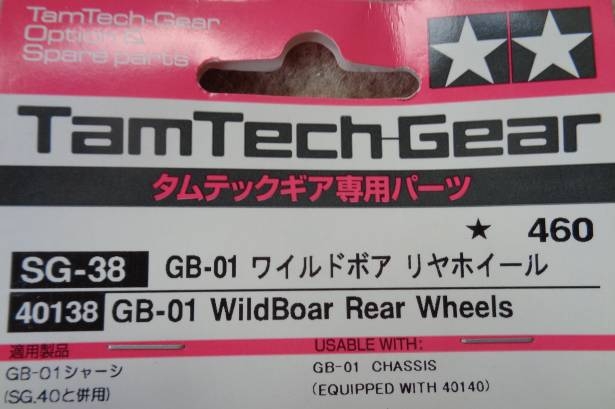 TamTech-Gear
Option &
Spare parts
TamTech-Gear
タムテックギア専用パーツ
★ 460
SG-38 GB-01 ワイルドボア リヤホイール
40138 GB-01 WildBoar Rear Wheels
適用製品
GB-01シャーシ
(SG.40と併用)
USABLE WITH:
GB-01 CHASSIS
(EQUIPPED WITH 40140)